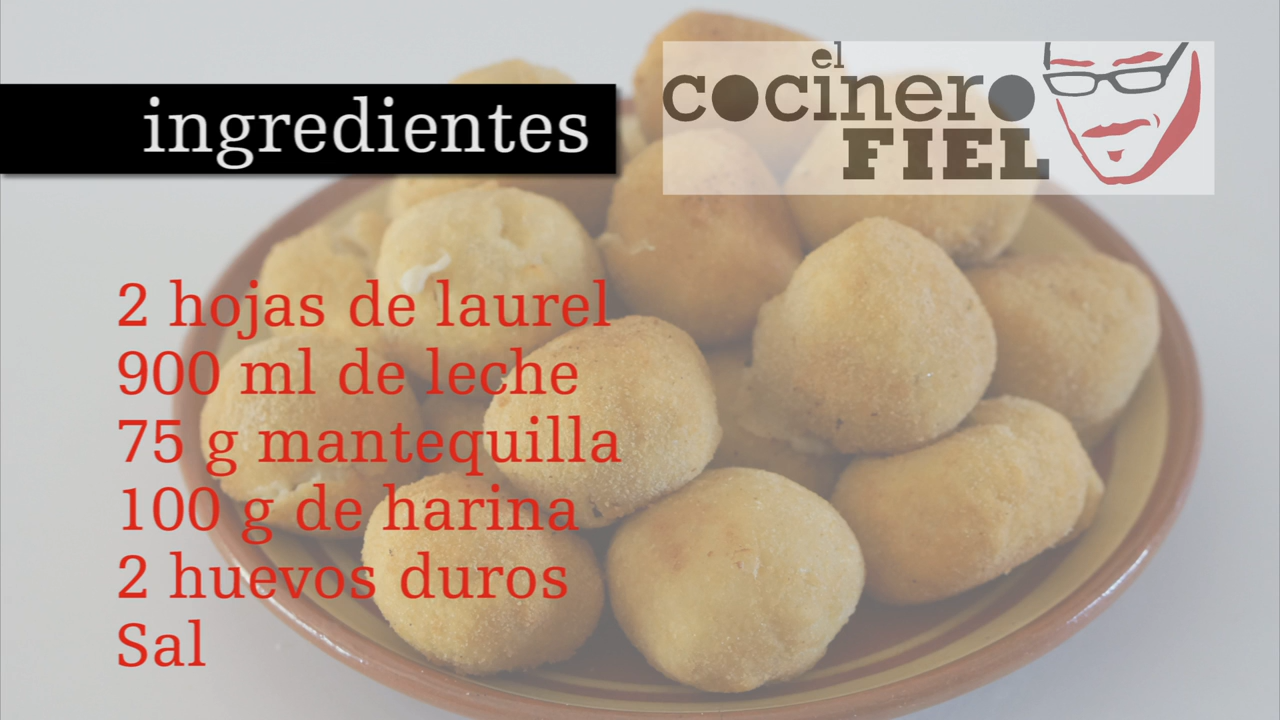 ingredientes
el
cocinero
FIEL
2 hojas de laurel
900 ml de leche
75 g mantequilla
100 g de harina
2 huevos duros
Sal